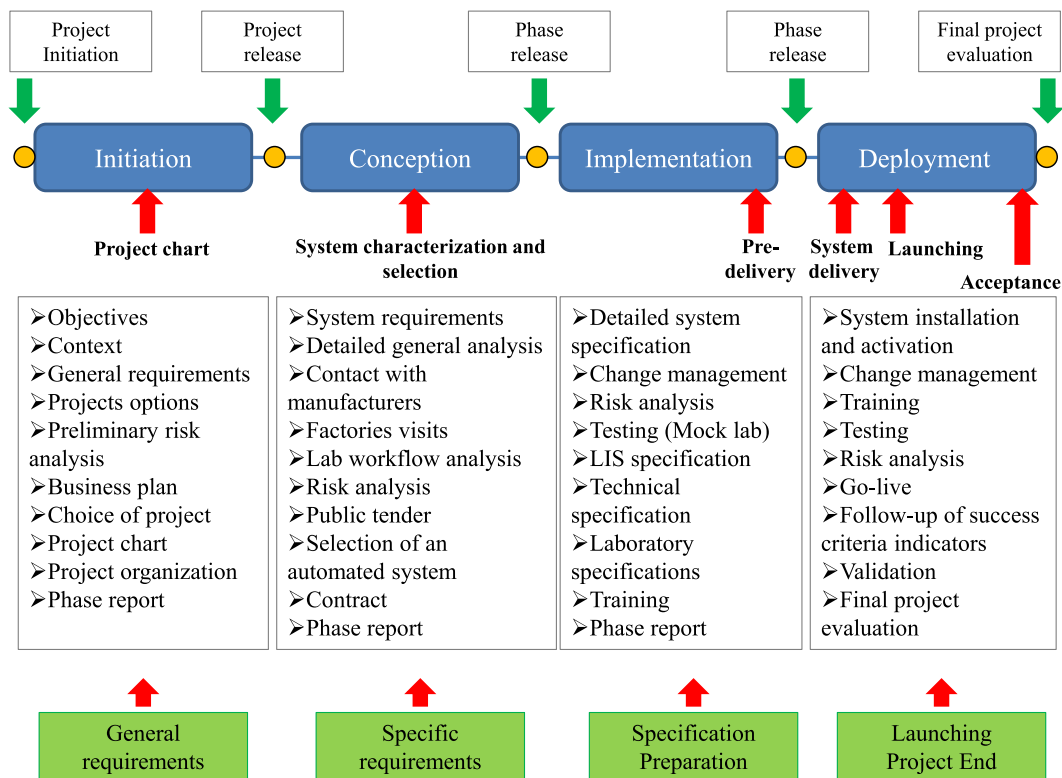 Project
Initiation
Project
release
Phase
release
Phase
release
Final project
evaluation
Initiation
Conception
Implementation
Deployment
Project chart
System characterization and
selection
Pre-
delivery
System
delivery
Launching
Acceptance
➢Objectives
➢Context
➢General requirements
➢Projects options
➢Preliminary risk
analysis
➢Business plan
➢Choice of project
➢Project chart
➢Project organization
➢Phase report
➢System requirements
➢Detailed general analysis
➢Contact with
manufacturers
➢Factories visits
➢Lab workflow analysis
➢Risk analysis
➢Public tender
➢Selection of an
automated system
➢Contract
➢Phase report
➢Detailed system
specification
➢Change management
➢Risk analysis
➢Testing (Mock lab)
➢LIS specification
➢Technical
specification
➢Laboratory
specifications
➢Training
➢Phase report
➢System installation
and activation
➢Change management
➢Training
➢Testing
➢Risk analysis
➢Go-live
➢Follow-up of success
criteria indicators
➢Validation
➢Final project
evaluation
General
requirements
Specific
requirements
Specification
Preparation
Launching
Project End